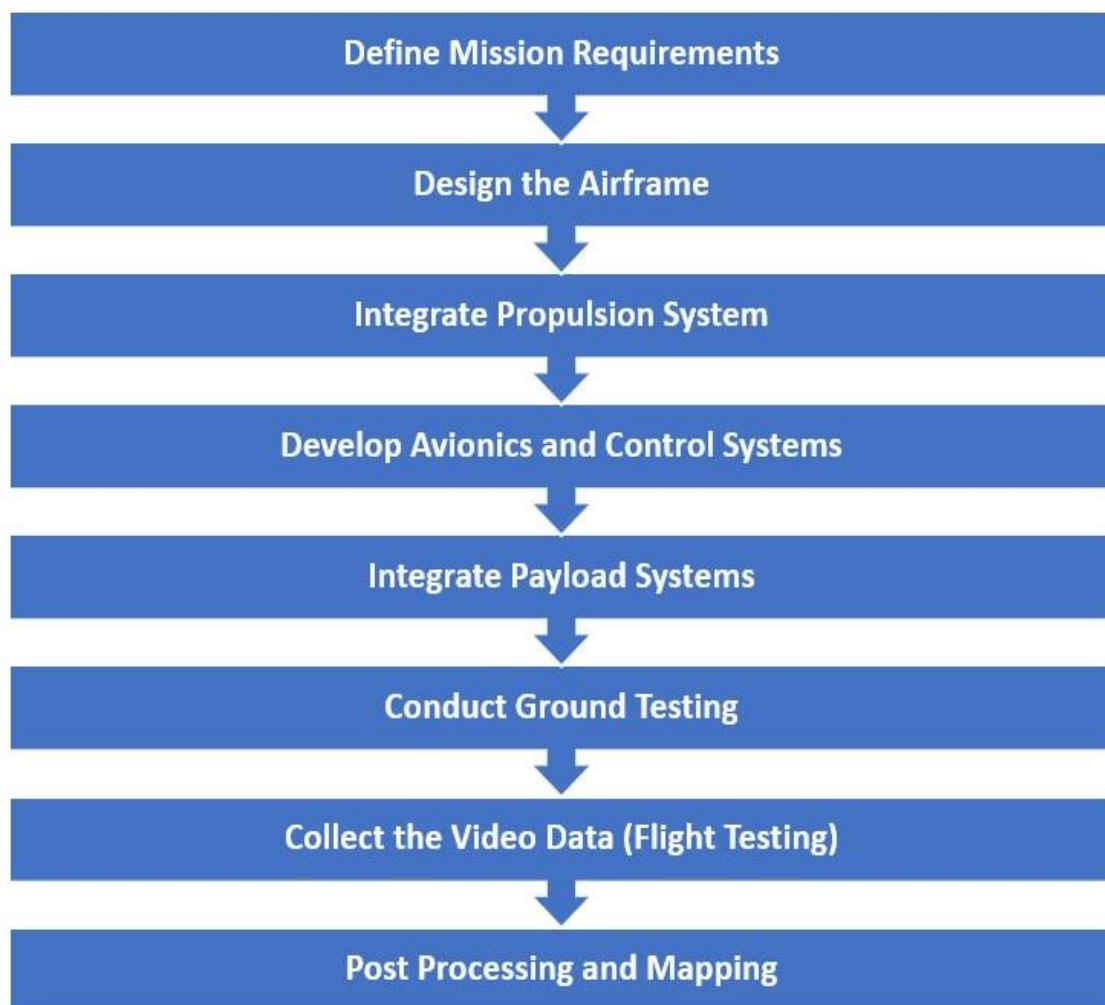 Define Mission Requirements
Design the Airframe
Integrate Propulsion System
Develop Avionics and Control Systems
Integrate Payload Systems
Conduct Ground Testing
Collect the Video Data (Flight Testing)
Post Processing and Mapping